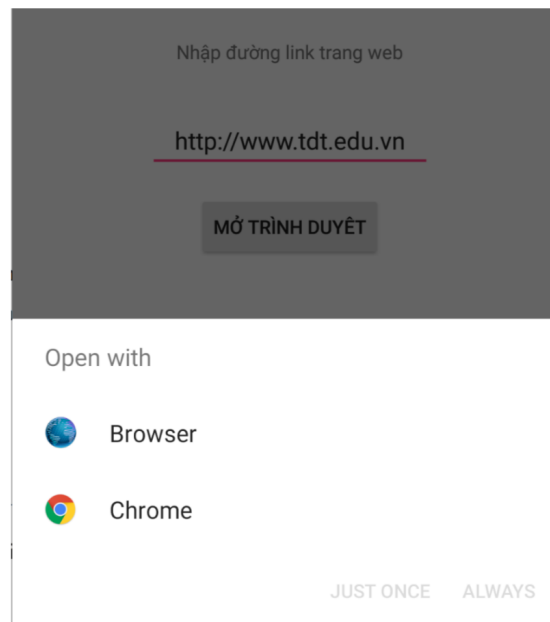 Nhập đường link trang web
http://www.tdt.edu.vn
MỞ TRÌNH DUYỆT
Open with
Browser
Chrome
JUST ONCE ALWAYS